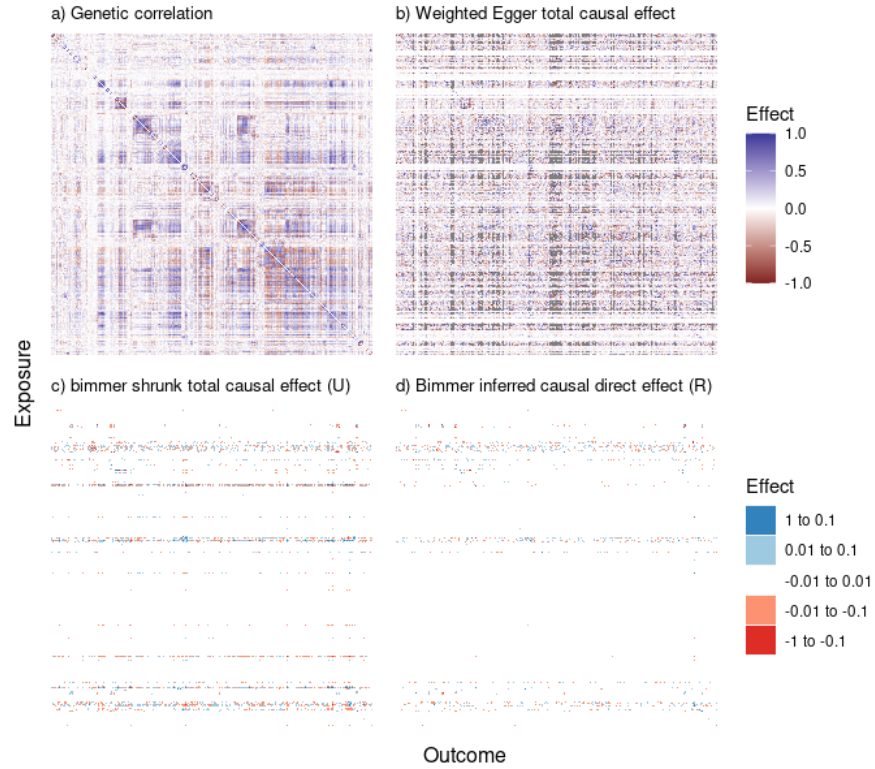 a) Genetic correlation
b) Weighted Egger total causal effect
Effect
1.0
0.5
0.0
-0.5
-1.0
Exposure
c) bimmer shrunk total causal effect (U)
d) Bimmer inferred causal direct effect (R)
Effect
1 to 0.1
0.01 to 0.1
-0.01 to 0.01
-0.01 to -0.1
-1 to -0.1
Outcome